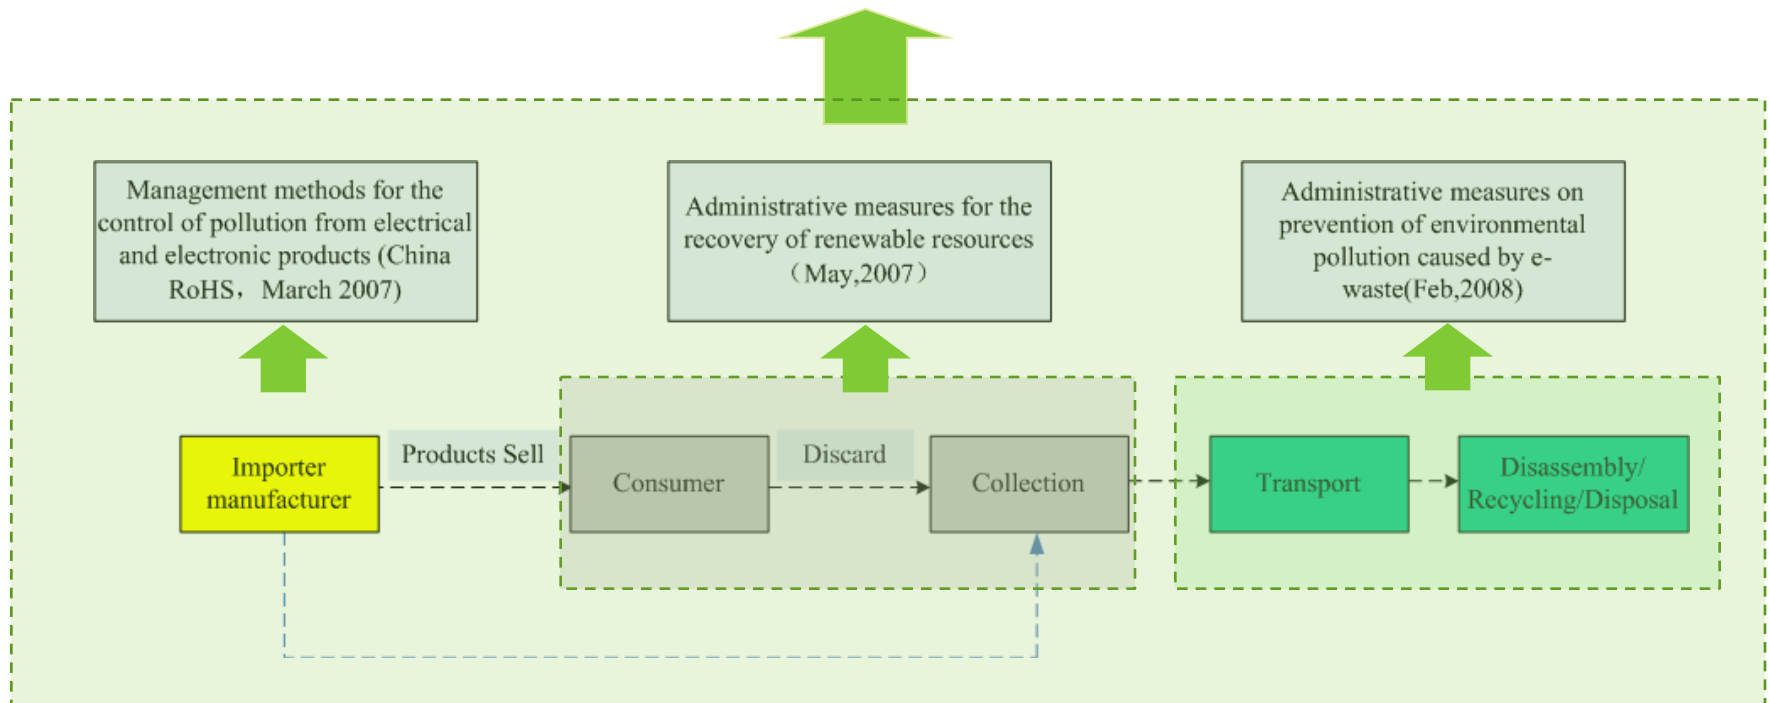 Management methods for the
control of pollution from electrical
and electronic products (China
RoHS，March 2007)
Administrative measures for the
recovery of renewable resources
（May,2007）
Administrative measures on
prevention of environmental
pollution caused by e-
waste(Feb,2008)
Importer
manufacturer
Products Sell
Consumer
Discard
Collection
Transport
Disassembly/
Recycling/Disposal